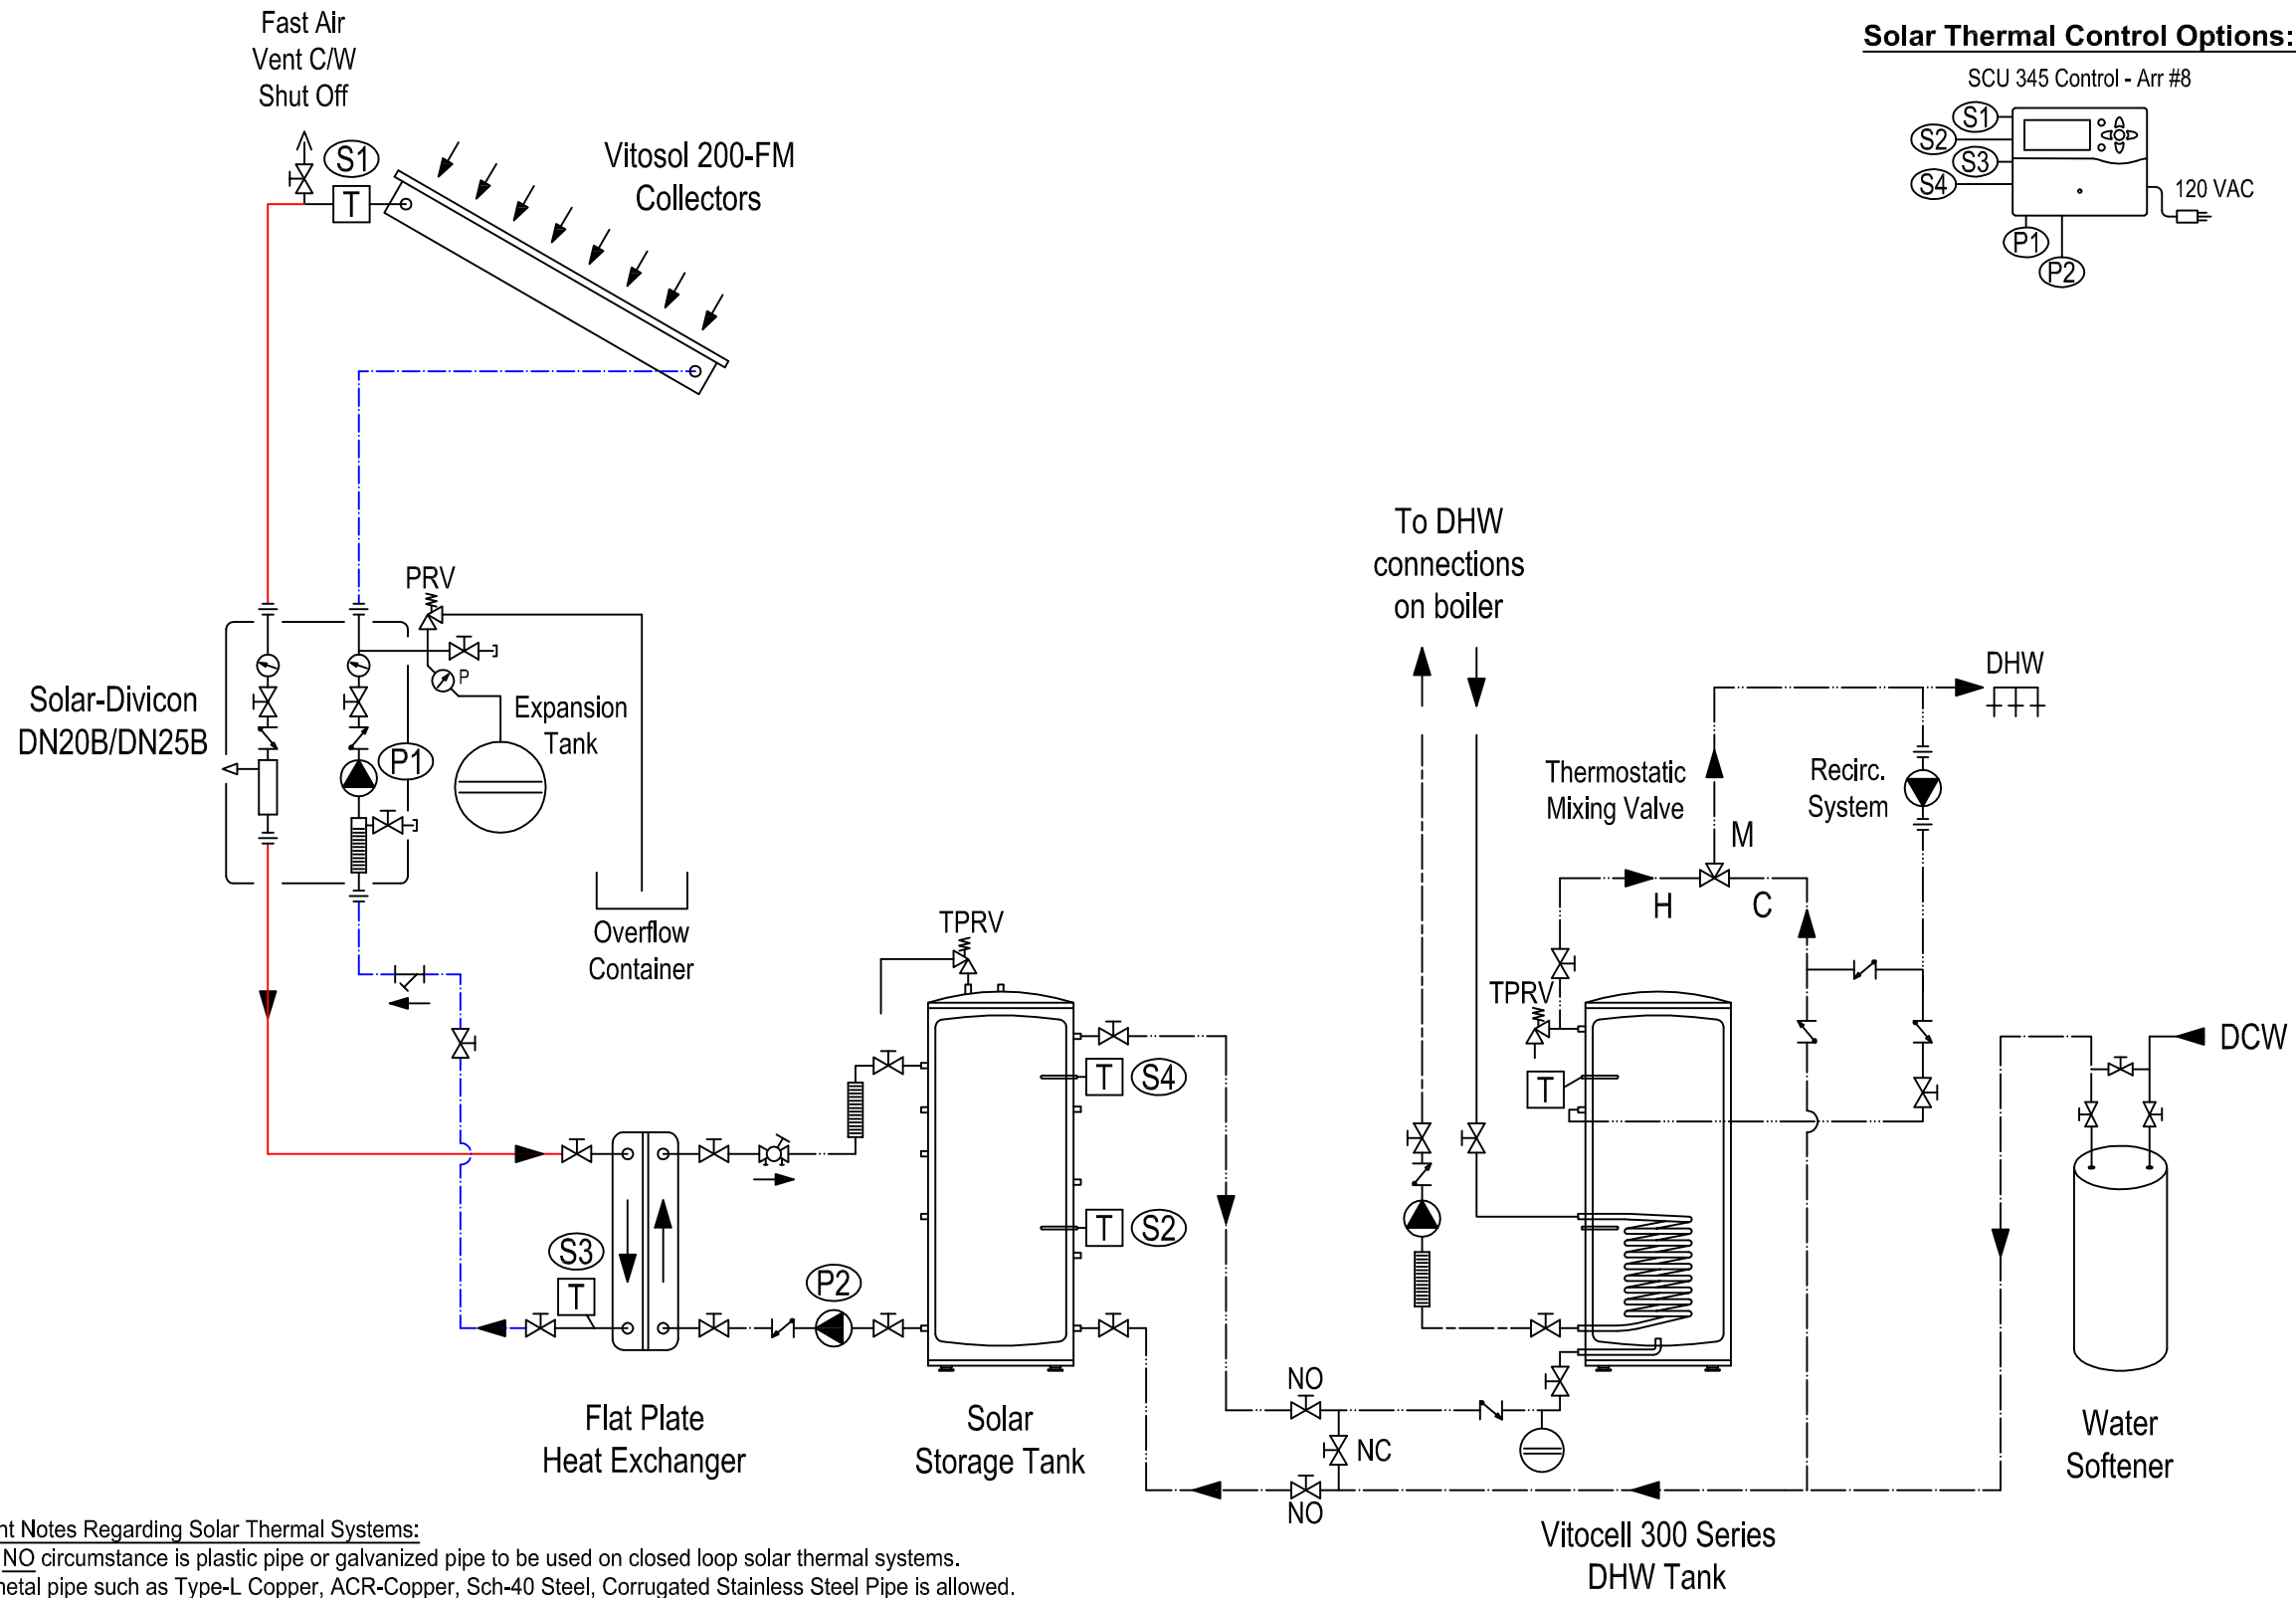 Fast Air
Vent C/W
Shut Off
S1
T
Vitosol 200-FM
Collectors
Solar Thermal Control Options:
SCU 345 Control - Arr #8
S1
S2
S3
S4
120 VAC
P1
P2
PRV
P
Solar-Divicon
DN20B/DN25B
P1
Expansion
Tank
Overflow
Container
To DHW
connections
on boiler
DHW
Thermostatic
Mixing Valve
Recirc.
System
M
H
C
TPRV
TPRV
T
S4
T
DCW
T
S2
S3
T
P2
Flat Plate
Heat Exchanger
Solar
Storage Tank
NO
NC
NO
Water
Softener
Vitocell 300 Series
DHW Tank
Notes Regarding Solar Thermal Systems:
NO circumstance is plastic pipe or galvanized pipe to be used on closed loop solar thermal systems.
metal pipe such as Type-L Copper, ACR-Copper, Sch-40 Steel, Corrugated Stainless Steel Pipe is allowed.